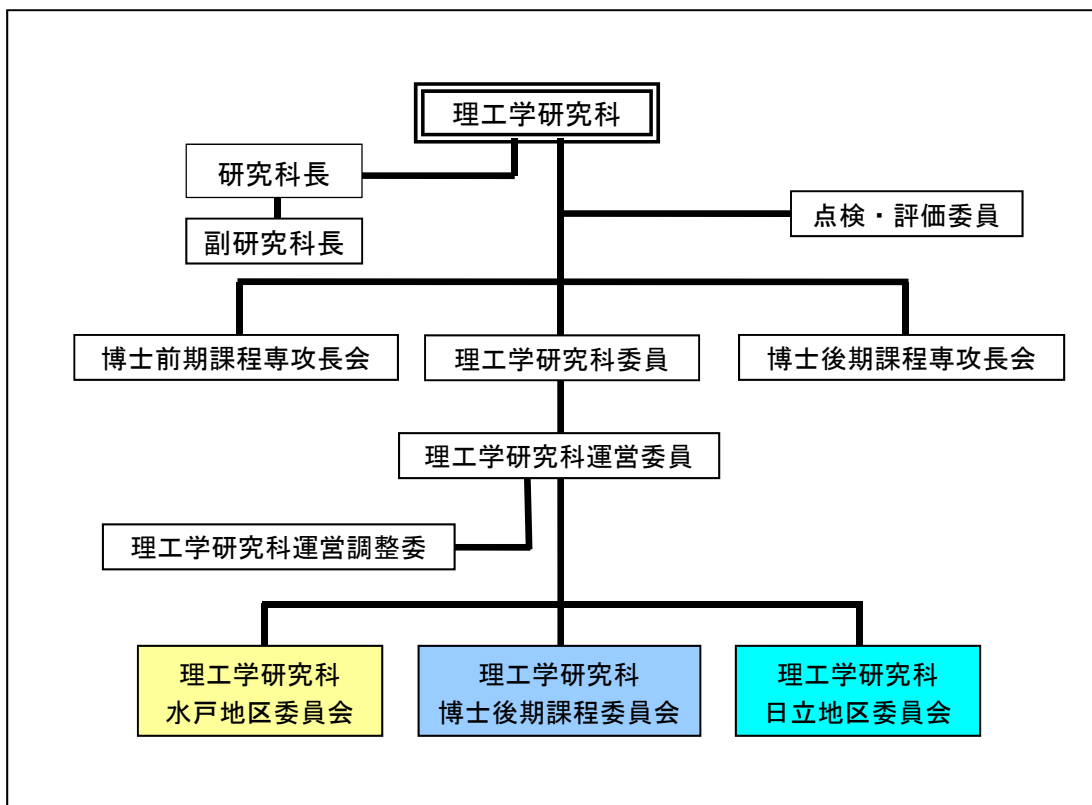 理工学研究科
研究科長
副研究科長
点検・評価委員
博士前期課程専攻長会
理工学研究科委員
博士後期課程専攻長会
理工学研究科運営委員
理工学研究科運営調整委
理工学研究科
水戸地区委員会
理工学研究科
博士後期課程委員会
理工学研究科
日立地区委員会